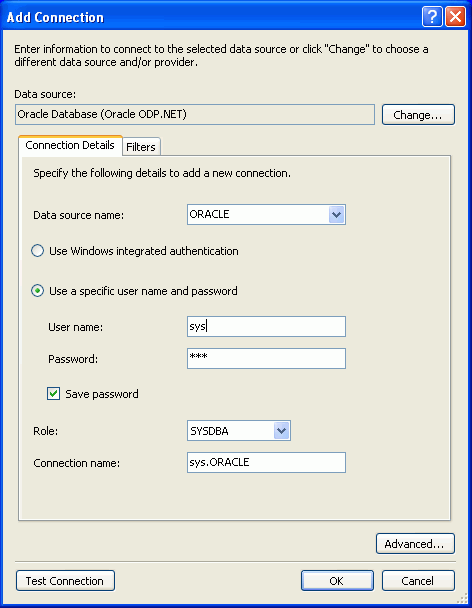 Add Connection
Enter information to connect to the selected data source or click "Change" to choose a
different data source and/or provider.
Data source:
Oracle Database (Oracle ODP.NET)
Change...
Connection Details
Filters
Specify the following details to add a new connection.
Data source name:
ORACLE
Use Windows integrated authentication
Use a specific user name and password
User name:
sys
Password:
***
Save password
Role:
SYSDBA
Connection name:
sys.ORACLE
Advanced...
Test Connection
OK
Cancel